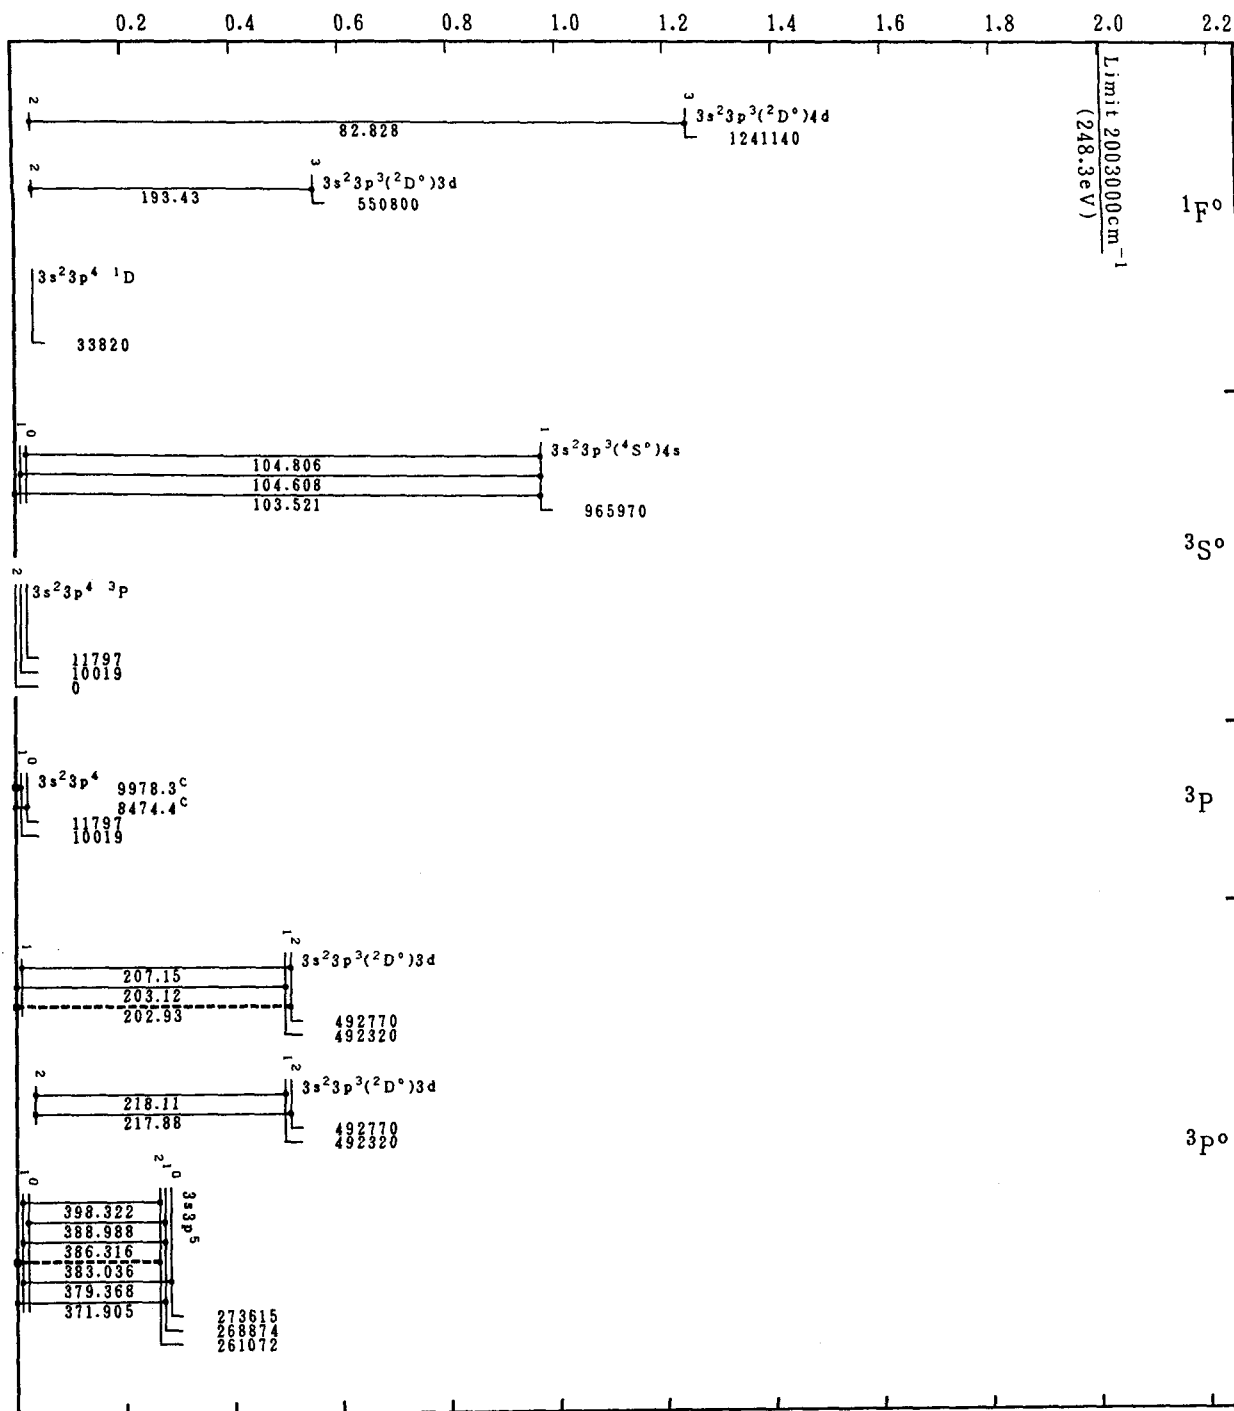 0.2 0.4 0.6 0.8 1.0 1.2 1.4 1.6 1.8 2.0 2.2
Limit 2003000cm⁻¹
(248.3eV)
2 3 3s²3p³(²D°)4d
82.828 1241140
2 3 3s²3p³(²D°)3d
193.43 550800
¹F°
3s²3p⁴ ¹D
33820
1 0 1 3s²3p³(⁴S°)4s
104.806
104.608
103.521 965970
³S°
2 3s²3p⁴ ³P
11797
10019
0
1 0 3s²3p⁴ 9978.3ᶜ
8474.4ᶜ
11797
10019
³P
1 1 2 3s²3p³(²D°)3d
207.15
203.12
202.93 492770
492320
2 1 2 3s²3p³(²D°)3d
218.11
217.88 492770
492320
³P°
1 0 2 1 0 3s3p⁵
398.322
388.988
386.316
383.036
379.368
371.905 273615
268874
261072